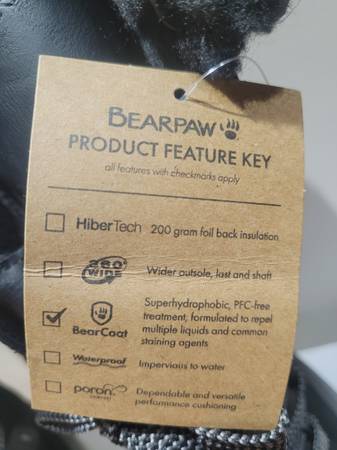 BEARPAW
PRODUCT FEATURE KEY
all features with checkmarks apply
HiberTech 200 gram foil back insulation
360° WIDE Wider outsole, last and shaft
Superhydrophobic, PFC-free
treatment, formulated to repel
BearCoat multiple liquids and common
staining agents
Waterproof Impervious to water
poron Dependable and versatile
COMFORT performance cushioning